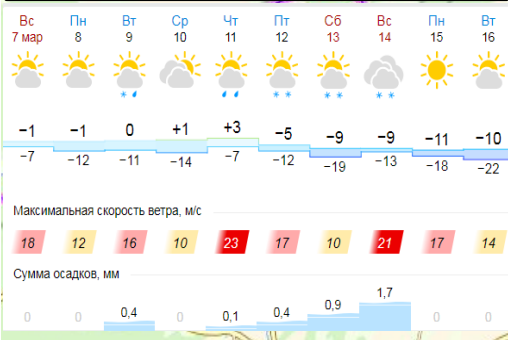 Вс Пн Вт Ср Чт Пт Сб Вс Пн Вт
7 мар 8 9 10 11 12 13 14 15 16
−1 −1 0 +1 +3 −5 −9 −9 −11 −10
−7 −12 −11 −14 −7 −12 −19 −13 −18 −22
Максимальная скорость ветра, м/с
18 12 16 10 23 17 10 21 17 14
Сумма осадков, мм
0 0 0,4 0 0,1 0,4 0,9 1,7 0 0